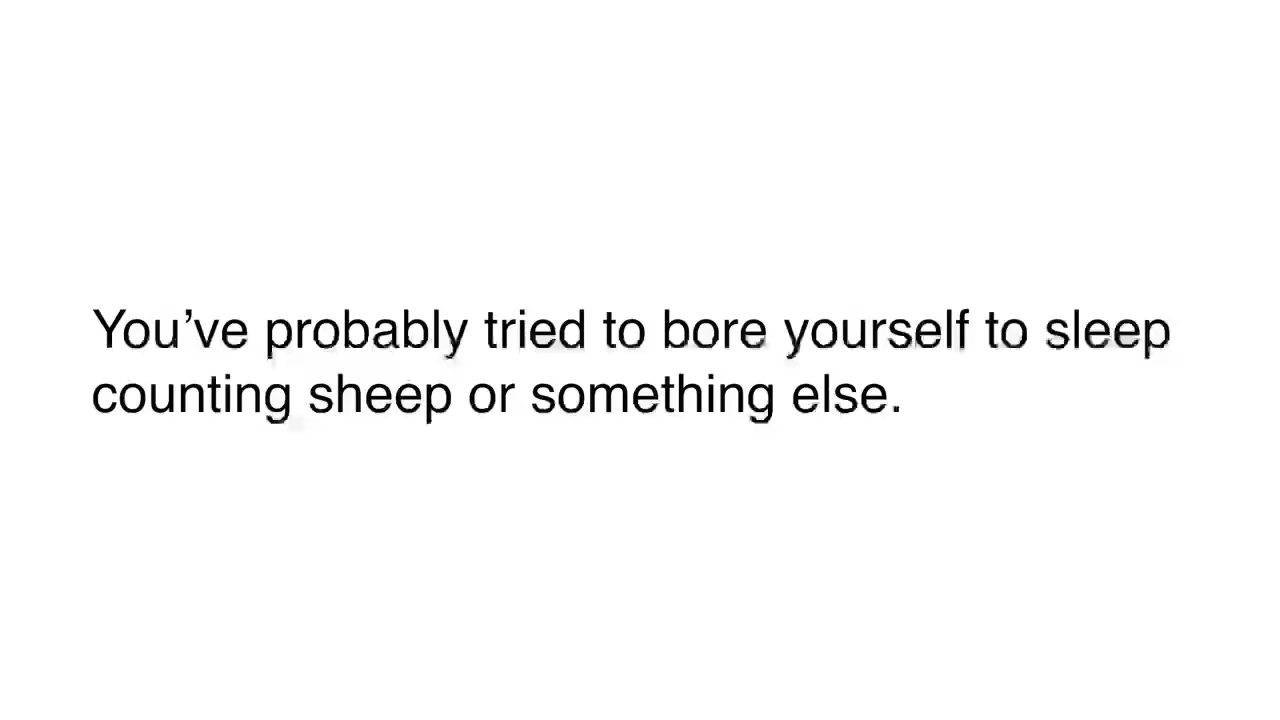 You’ve probably tried to bore yourself to sleep
counting sheep or something else.